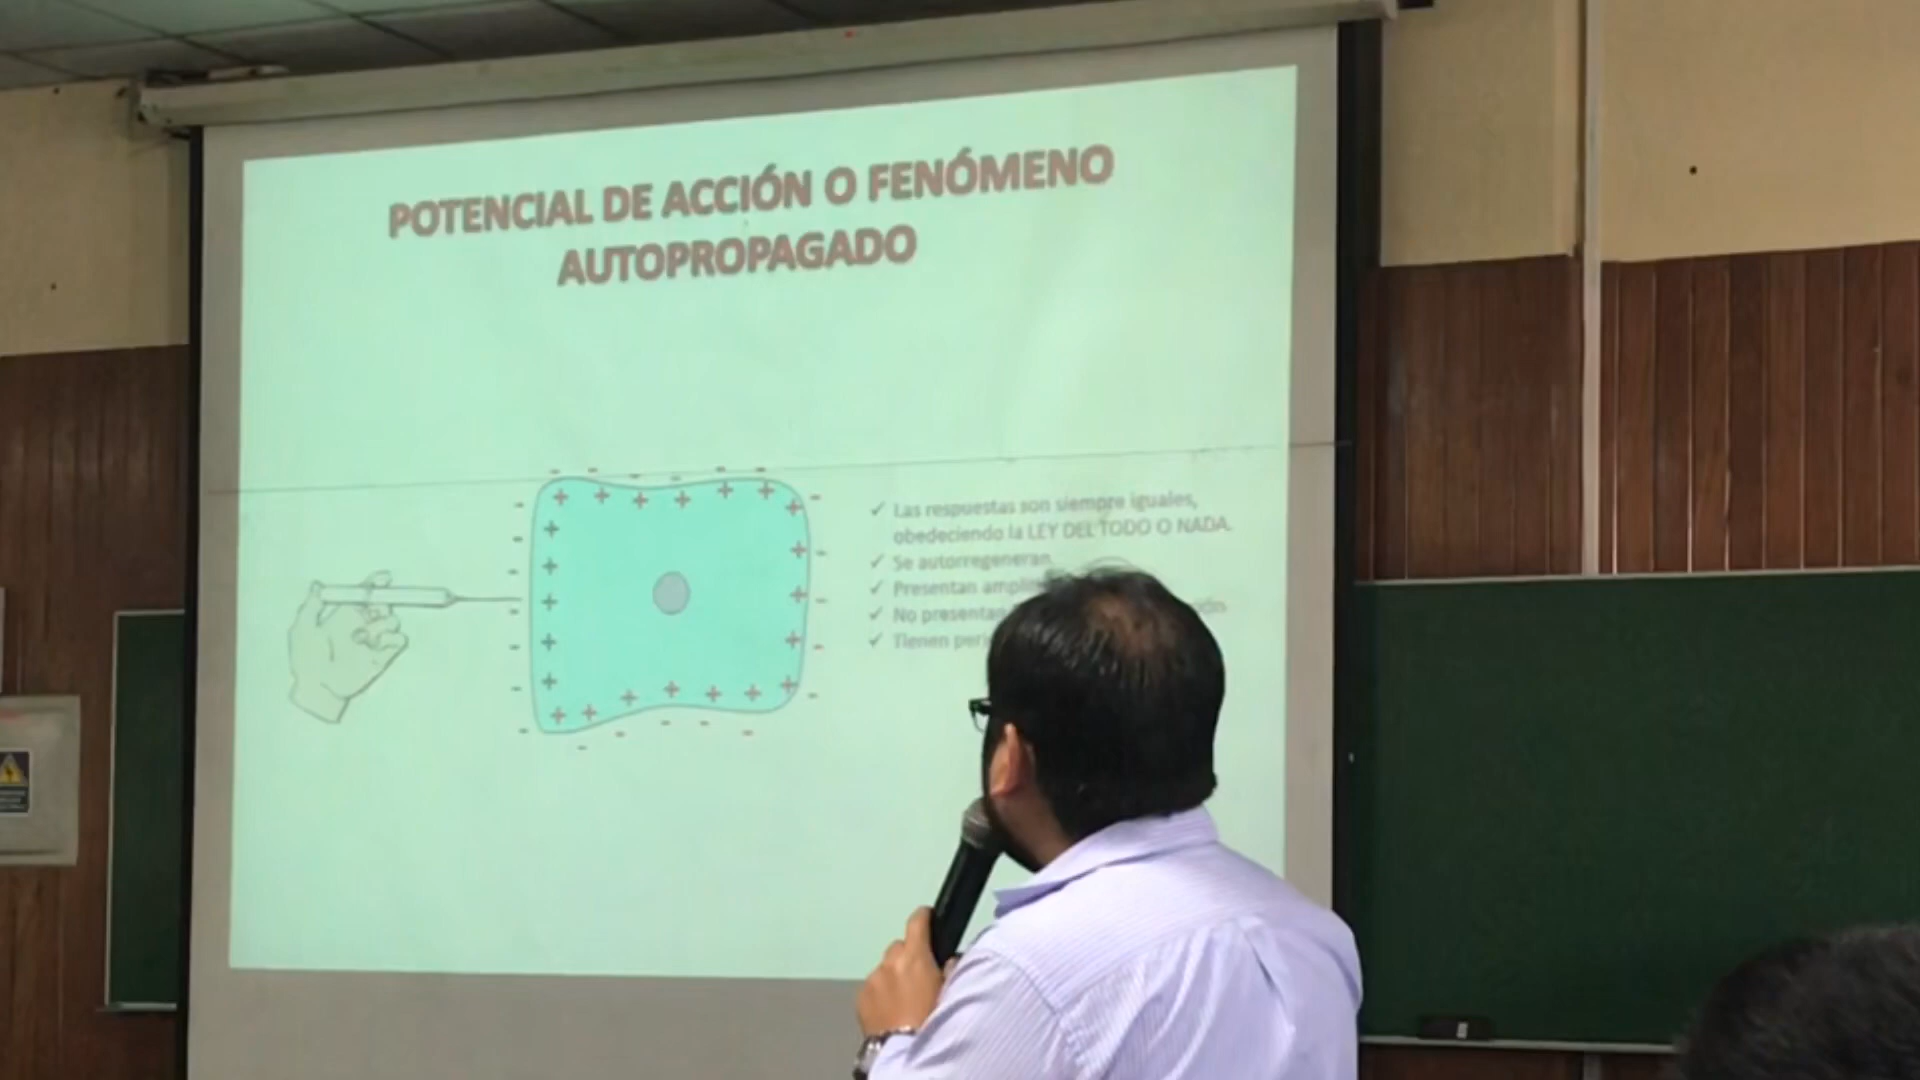 POTENCIAL DE ACCIÓN O FENÓMENO
AUTOPROPAGADO
✓ Las respuestas son siempre iguales,
obedeciendo la LEY DEL TODO O NADA.
✓ Se autorregeneran.
✓ Presentan
✓ No presentan
✓ Tienen